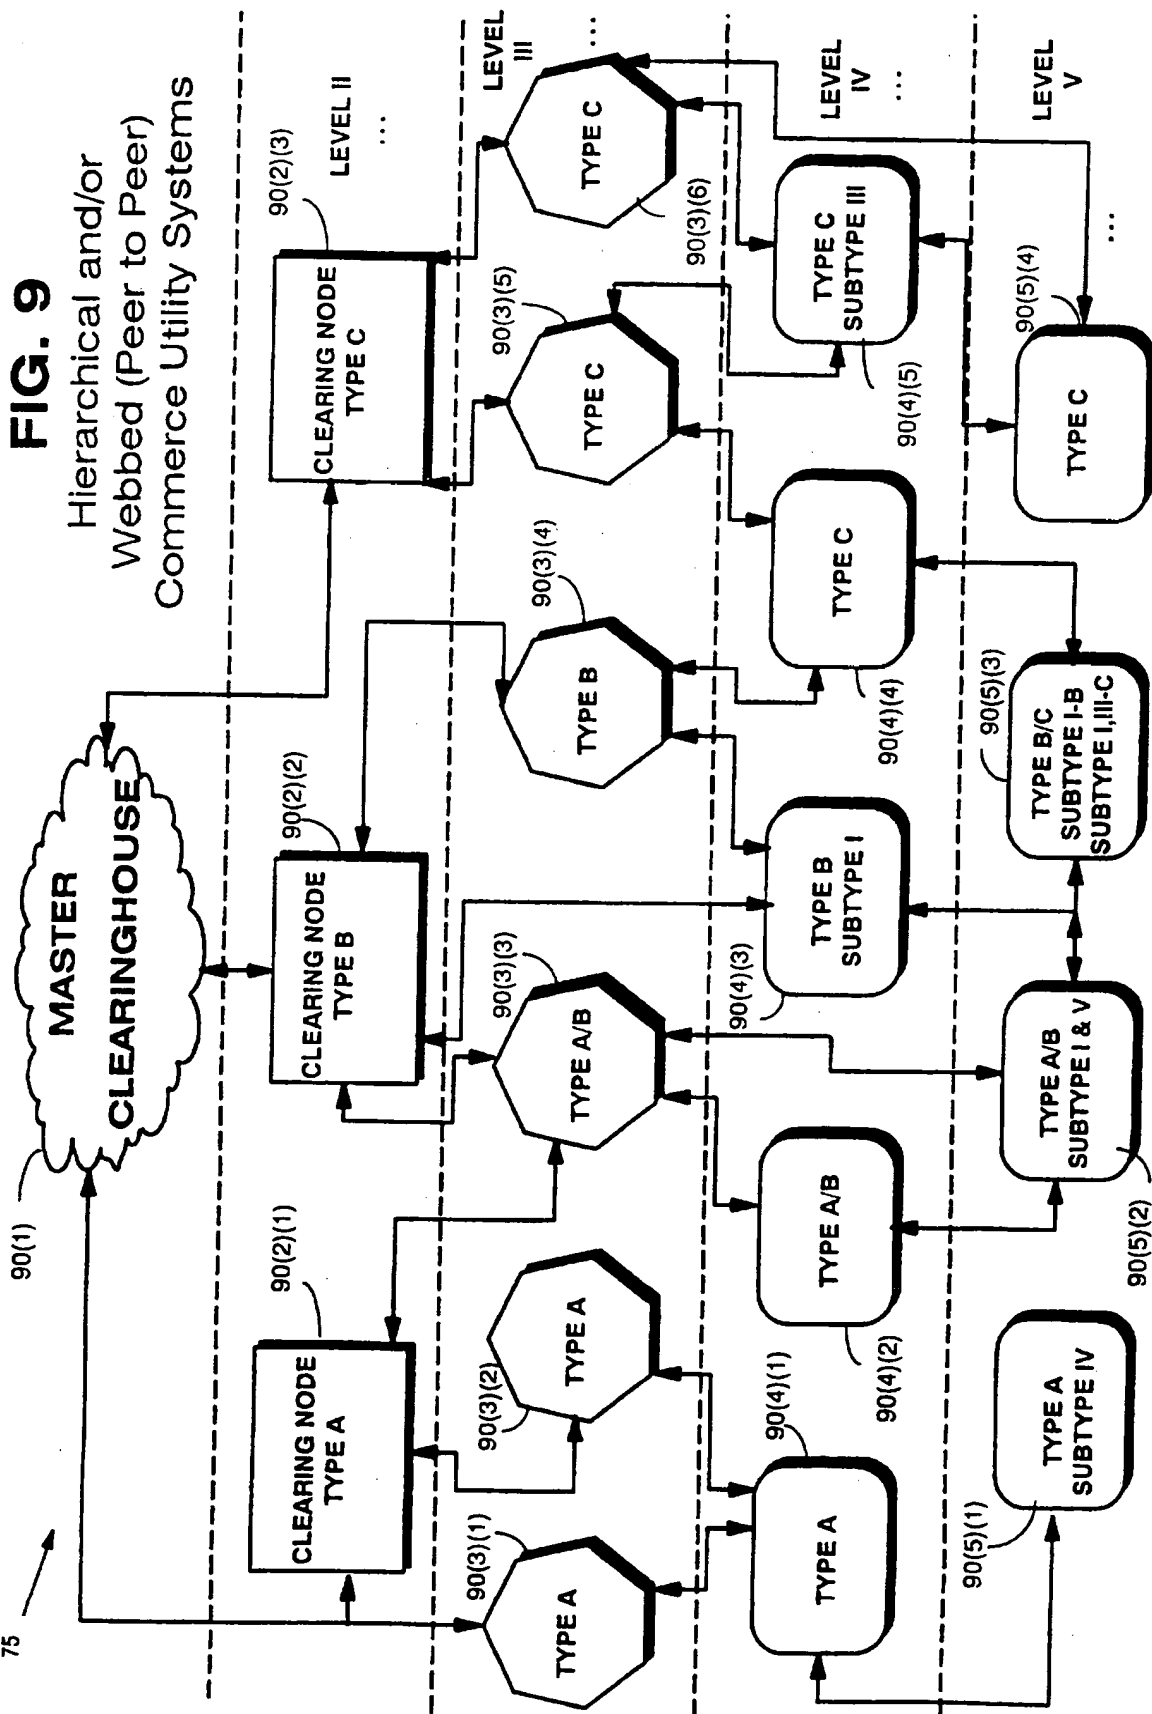 FIG. 9
Hierarchical and/or
Webbed (Peer to Peer)
Commerce Utility Systems
75
90(1)
MASTER
CLEARINGHOUSE
LEVEL II
...
90(2)(1)
CLEARING NODE
TYPE A
90(2)(2)
CLEARING NODE
TYPE B
90(2)(3)
CLEARING NODE
TYPE C
LEVEL
III
...
90(3)(1)
TYPE A
90(3)(2)
TYPE A
90(3)(3)
TYPE A/B
90(3)(4)
TYPE B
90(3)(5)
TYPE C
90(3)(6)
TYPE C
LEVEL
IV
...
90(4)(1)
TYPE A
90(4)(2)
TYPE A/B
90(4)(3)
TYPE B
SUBTYPE I
90(4)(4)
TYPE C
90(4)(5)
TYPE C
SUBTYPE III
LEVEL
V
...
90(5)(1)
TYPE A
SUBTYPE IV
90(5)(2)
TYPE A/B
SUBTYPE I & V
90(5)(3)
TYPE B/C
SUBTYPE I-B
SUBTYPE I,III-C
90(5)(4)
TYPE C